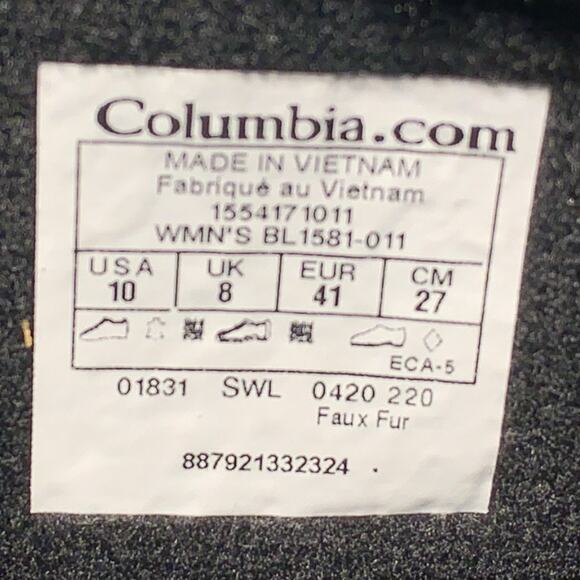 Columbia.com
MADE IN VIETNAM
Fabriqué au Vietnam
1554171011
WMN'S BL1581-011
USA UK EUR CM
10 8 41 27
ECA-5
01831 SWL 0420 220
Faux Fur
887921332324